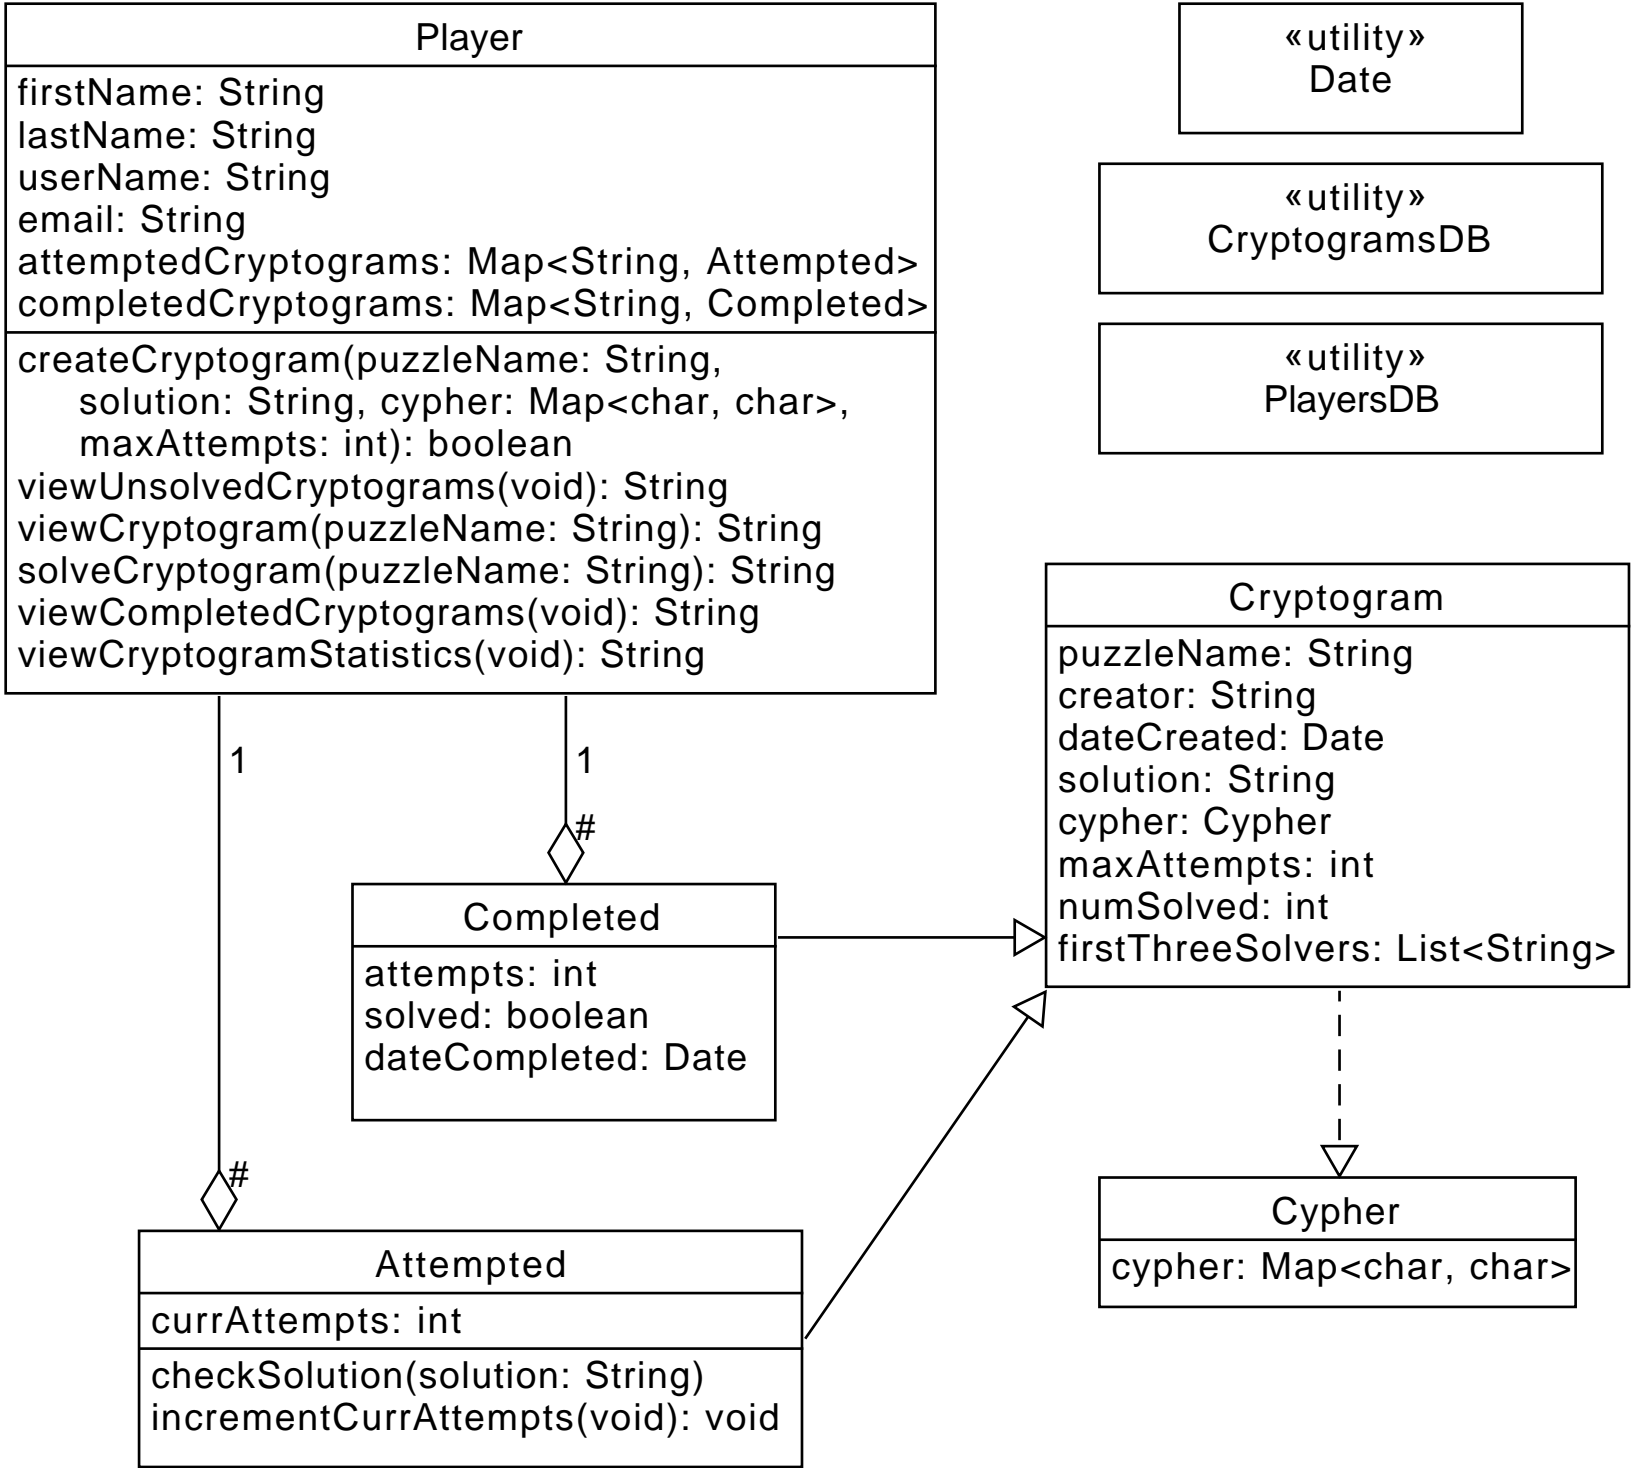 Player
firstName: String
lastName: String
userName: String
email: String
attemptedCryptograms: Map<String, Attempted>
completedCryptograms: Map<String, Completed>
createCryptogram(puzzleName: String,
solution: String, cypher: Map<char, char>,
maxAttempts: int): boolean
viewUnsolvedCryptograms(void): String
viewCryptogram(puzzleName: String): String
solveCryptogram(puzzleName: String): String
viewCompletedCryptograms(void): String
viewCryptogramStatistics(void): String
«utility»
Date
«utility»
CryptogramsDB
«utility»
PlayersDB
1
1
#
#
Completed
attempts: int
solved: boolean
dateCompleted: Date
Cryptogram
puzzleName: String
creator: String
dateCreated: Date
solution: String
cypher: Cypher
maxAttempts: int
numSolved: int
firstThreeSolvers: List<String>
Attempted
currAttempts: int
checkSolution(solution: String)
incrementCurrAttempts(void): void
Cypher
cypher: Map<char, char>